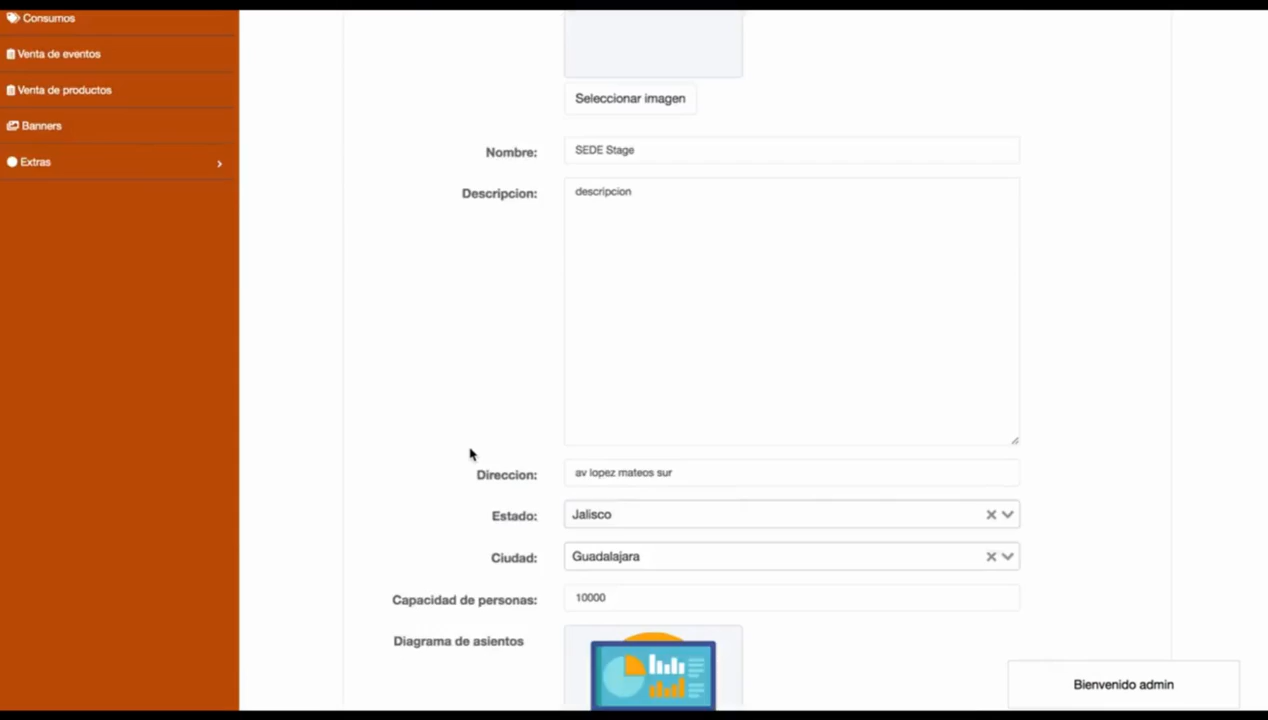 Consumos
Venta de eventos
Venta de productos
Banners
Extras
Seleccionar imagen
Nombre: SEDE Stage
Descripcion: descripcion
Direccion: av lopez mateos sur
Estado: Jalisco
Ciudad: Guadalajara
Capacidad de personas: 10000
Diagrama de asientos
Bienvenido admin